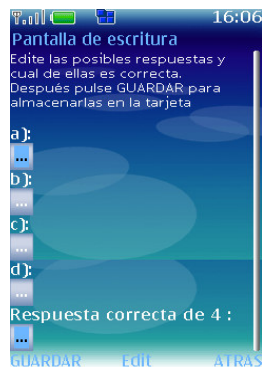 16:06
Pantalla de escritura
Edite las posibles respuestas y
cual de ellas es correcta.
Después pulse GUARDAR para
almacenarlas en la tarjeta
a):
...
b):
...
c):
...
d):
...
Respuesta correcta de 4 :
...
GUARDAR Edit ATRAS